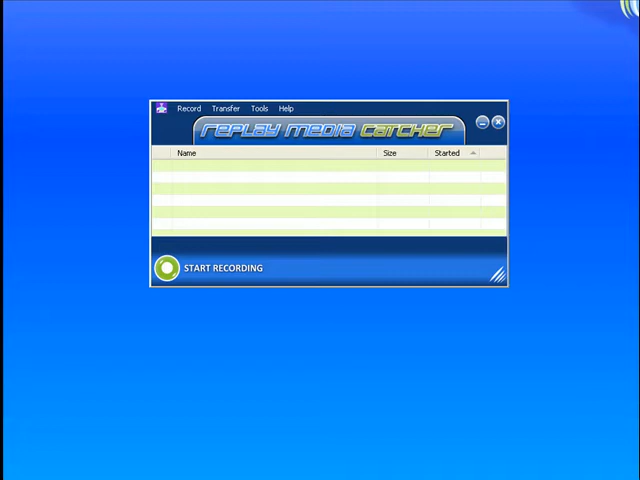 Record Transfer Tools Help
replay media catcher
Name Size Started
START RECORDING